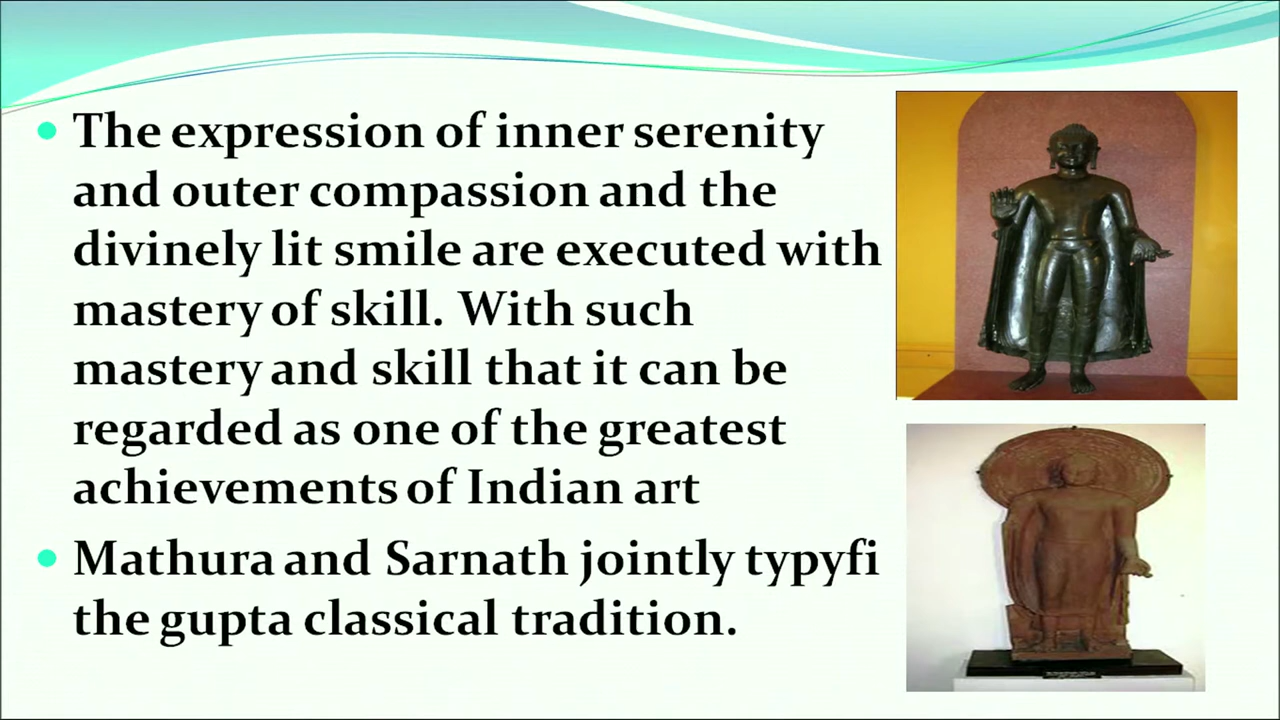 The expression of inner serenity
and outer compassion and the
divinely lit smile are executed with
mastery of skill. With such
mastery and skill that it can be
regarded as one of the greatest
achievements of Indian art
Mathura and Sarnath jointly typyfi
the gupta classical tradition.